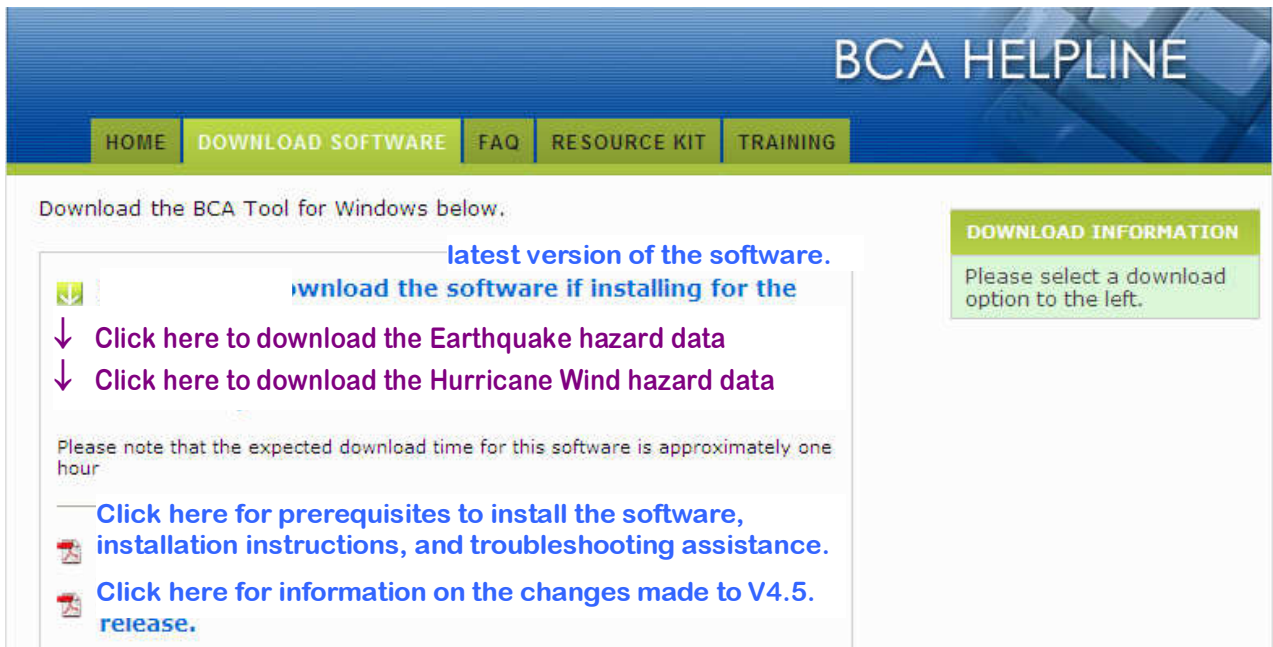 BCA HELPLINE
HOME DOWNLOAD SOFTWARE FAQ RESOURCE KIT TRAINING
Download the BCA Tool for Windows below.
latest version of the software.
ownload the software if installing for the
↓ Click here to download the Earthquake hazard data
↓ Click here to download the Hurricane Wind hazard data
Please note that the expected download time for this software is approximately one
hour
Click here for prerequisites to install the software,
installation instructions, and troubleshooting assistance.
Click here for information on the changes made to V4.5.
release.
DOWNLOAD INFORMATION
Please select a download
option to the left.